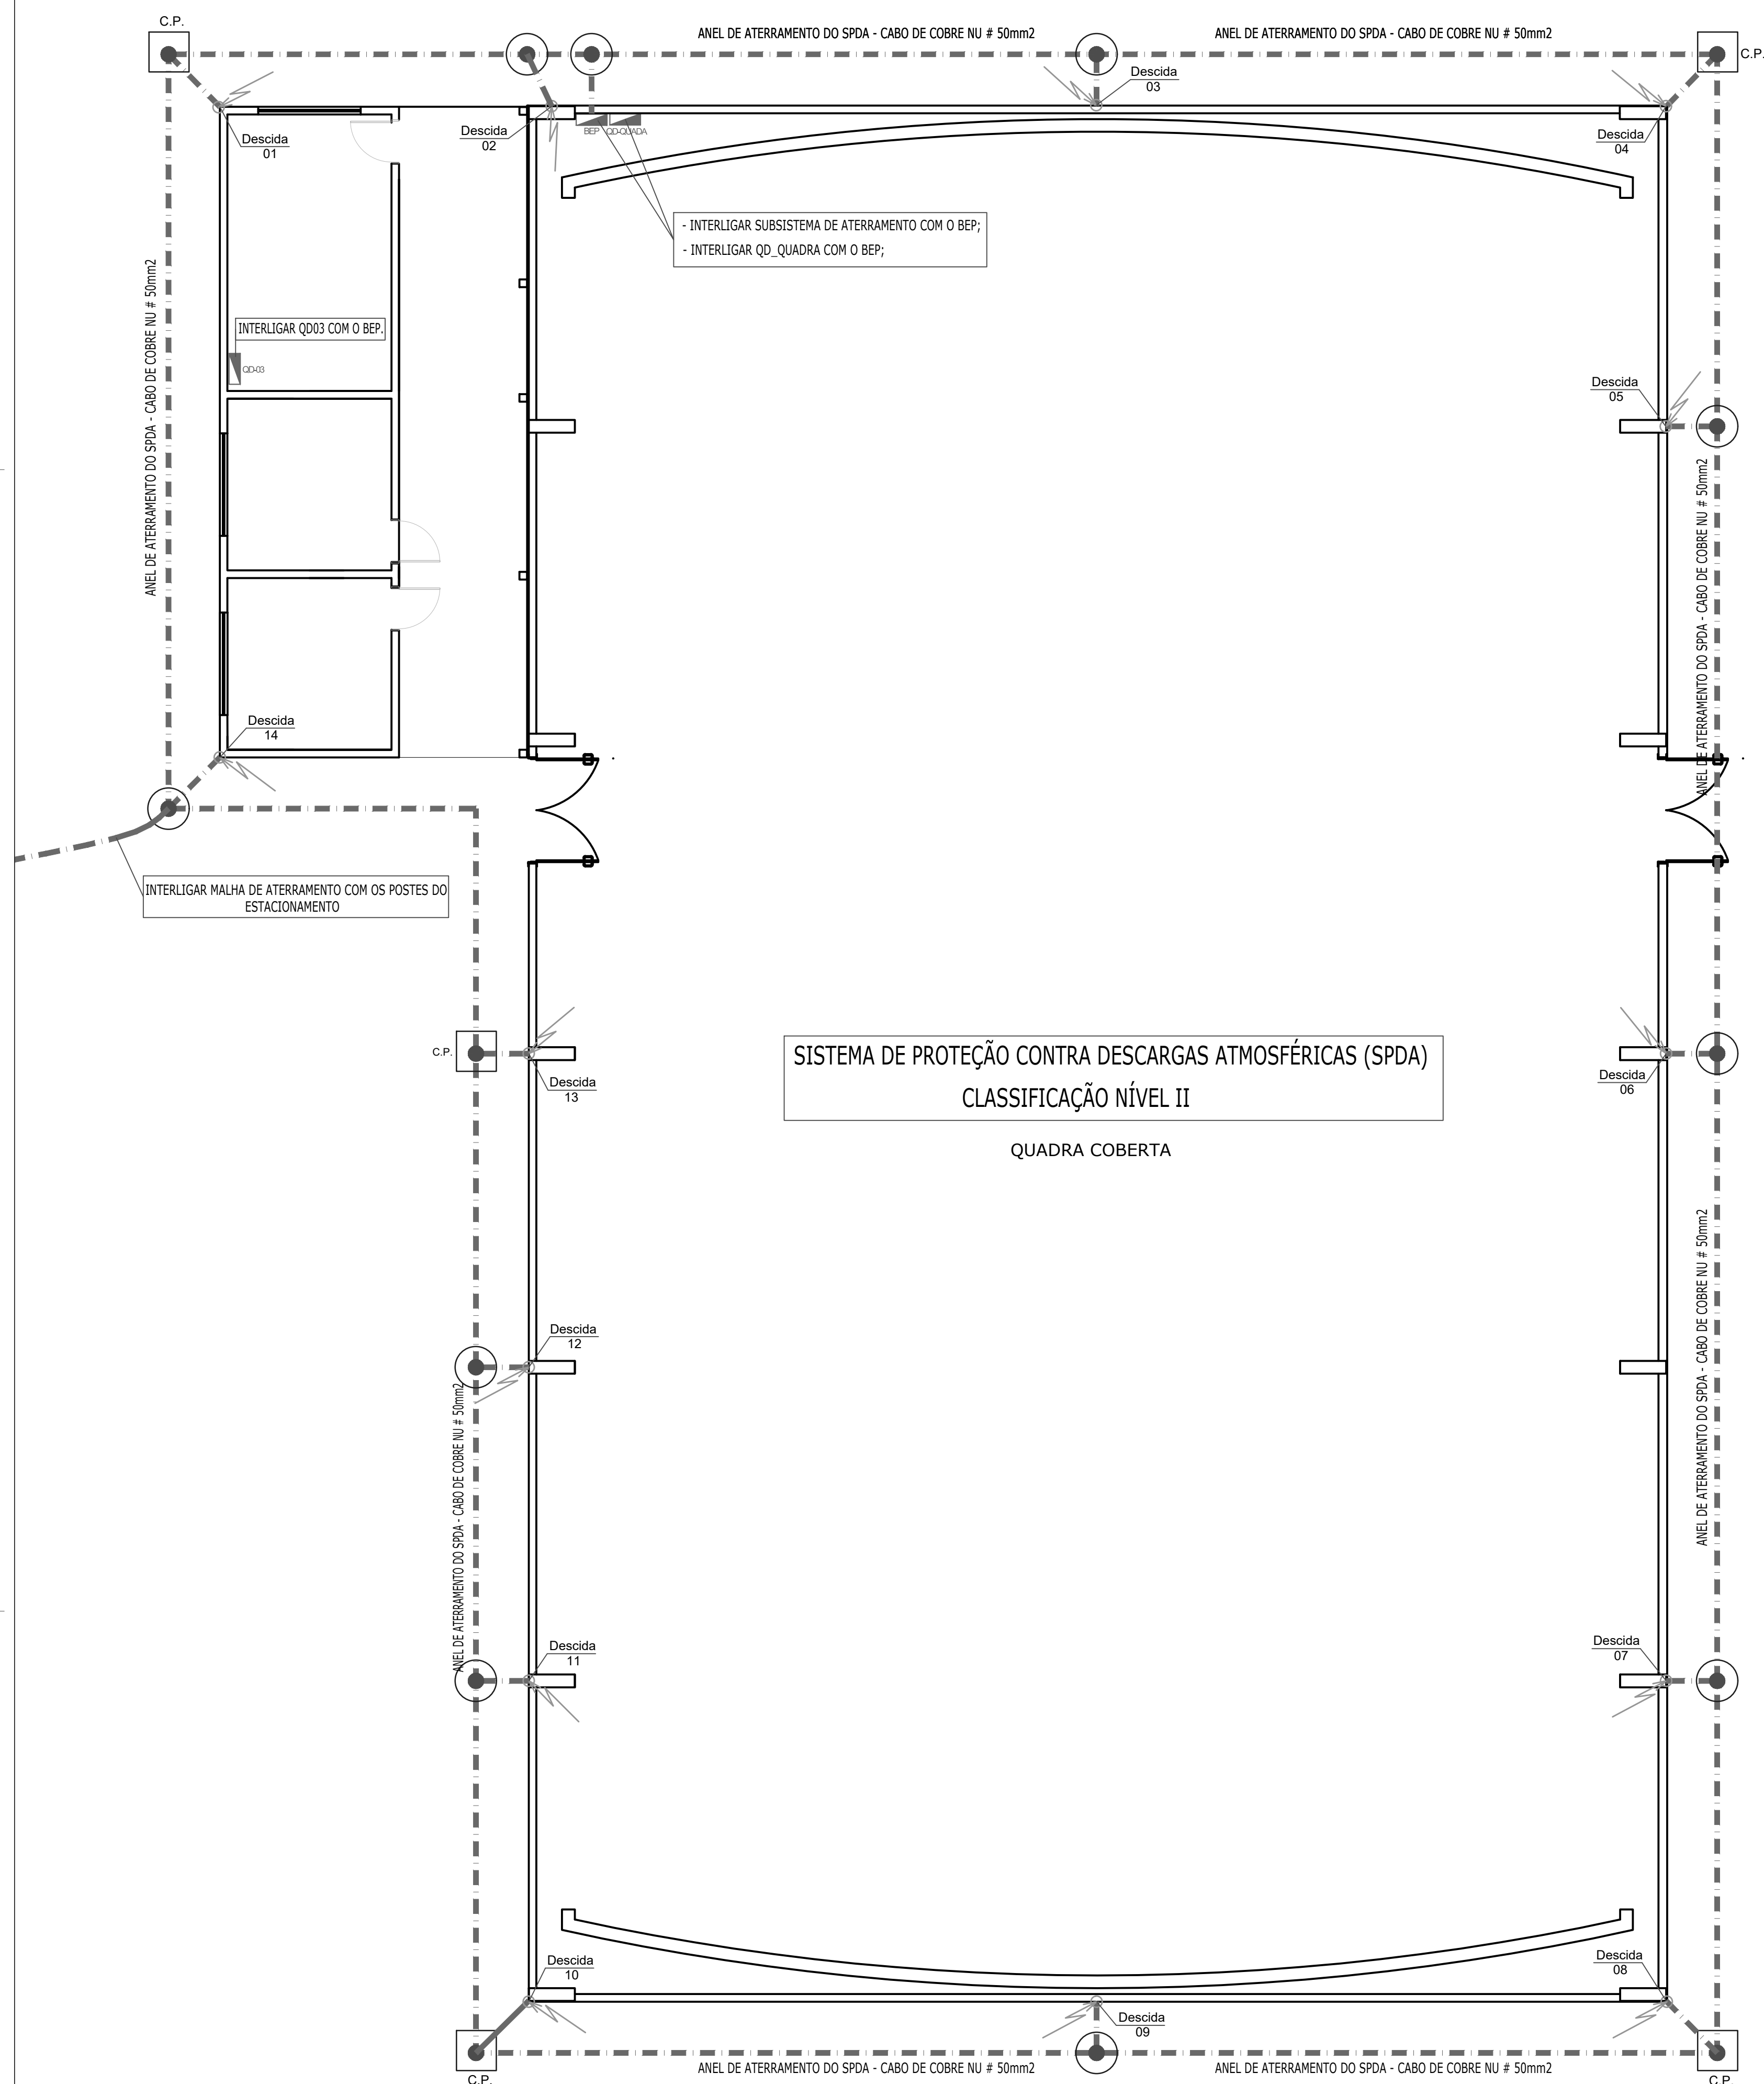 C.P.
ANEL DE ATERRAMENTO DO SPDA - CABO DE COBRE NU # 50mm2
ANEL DE ATERRAMENTO DO SPDA - CABO DE COBRE NU # 50mm2
C.P.
Descida
03
Descida
01
Descida
02
BEP
QD-QUADA
Descida
04
- INTERLIGAR SUBSISTEMA DE ATERRAMENTO COM O BEP;
- INTERLIGAR QD_QUADRA COM O BEP;
ANEL DE ATERRAMENTO DO SPDA - CABO DE COBRE NU # 50mm2
INTERLIGAR QD03 COM O BEP.
QD-03
Descida
05
ANEL DE ATERRAMENTO DO SPDA - CABO DE COBRE NU # 50mm2
Descida
14
INTERLIGAR MALHA DE ATERRAMENTO COM OS POSTES DO
ESTACIONAMENTO
C.P.
Descida
13
SISTEMA DE PROTEÇÃO CONTRA DESCARGAS ATMOSFÉRICAS (SPDA)
CLASSIFICAÇÃO NÍVEL II
QUADRA COBERTA
Descida
06
ANEL DE ATERRAMENTO DO SPDA - CABO DE COBRE NU # 50mm2
Descida
12
ANEL DE ATERRAMENTO DO SPDA - CABO DE COBRE NU # 50mm2
Descida
11
Descida
07
Descida
10
Descida
08
Descida
09
ANEL DE ATERRAMENTO DO SPDA - CABO DE COBRE NU # 50mm2
ANEL DE ATERRAMENTO DO SPDA - CABO DE COBRE NU # 50mm2
C.P.
C.P.